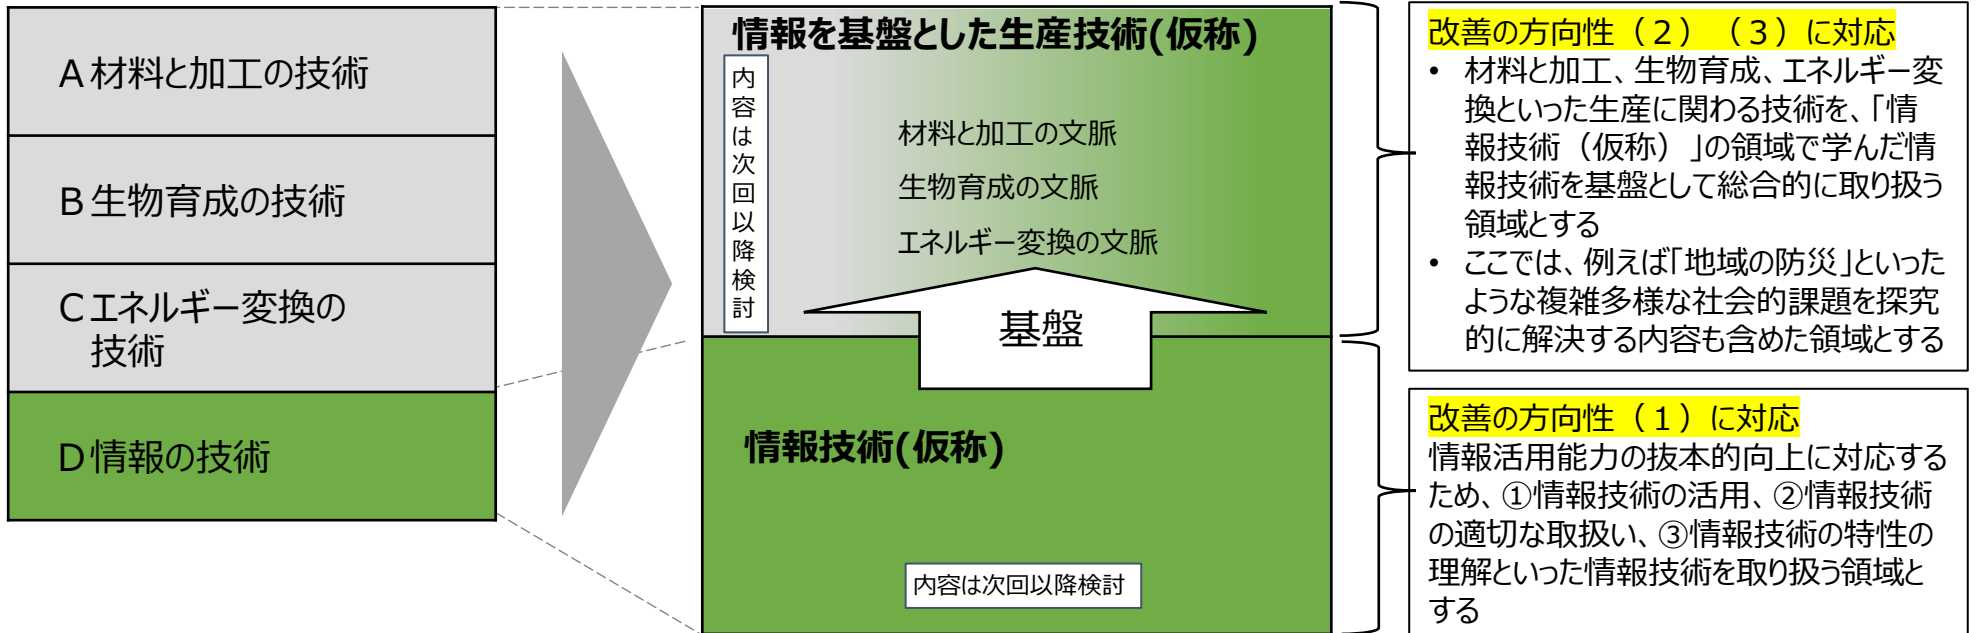 A 材料と加工の技術
B 生物育成の技術
C エネルギー変換の
技術
D 情報の技術
情報を基盤とした生産技術(仮称)
内容は次回以降検討
材料と加工の文脈
生物育成の文脈
エネルギー変換の文脈
基盤
情報技術(仮称)
内容は次回以降検討
改善の方向性（２）（３）に対応
• 材料と加工、生物育成、エネルギー変
換といった生産に関わる技術を、「情
報技術（仮称）」の領域で学んだ情
報技術を基盤として総合的に取り扱う
領域とする
• ここでは、例えば「地域の防災」といった
ような複雑多様な社会的課題を探究
的に解決する内容も含めた領域とする
改善の方向性（１）に対応
情報活用能力の抜本的向上に対応する
ため、①情報技術の活用、②情報技術
の適切な取扱い、③情報技術の特性の
理解といった情報技術を取り扱う領域と
する